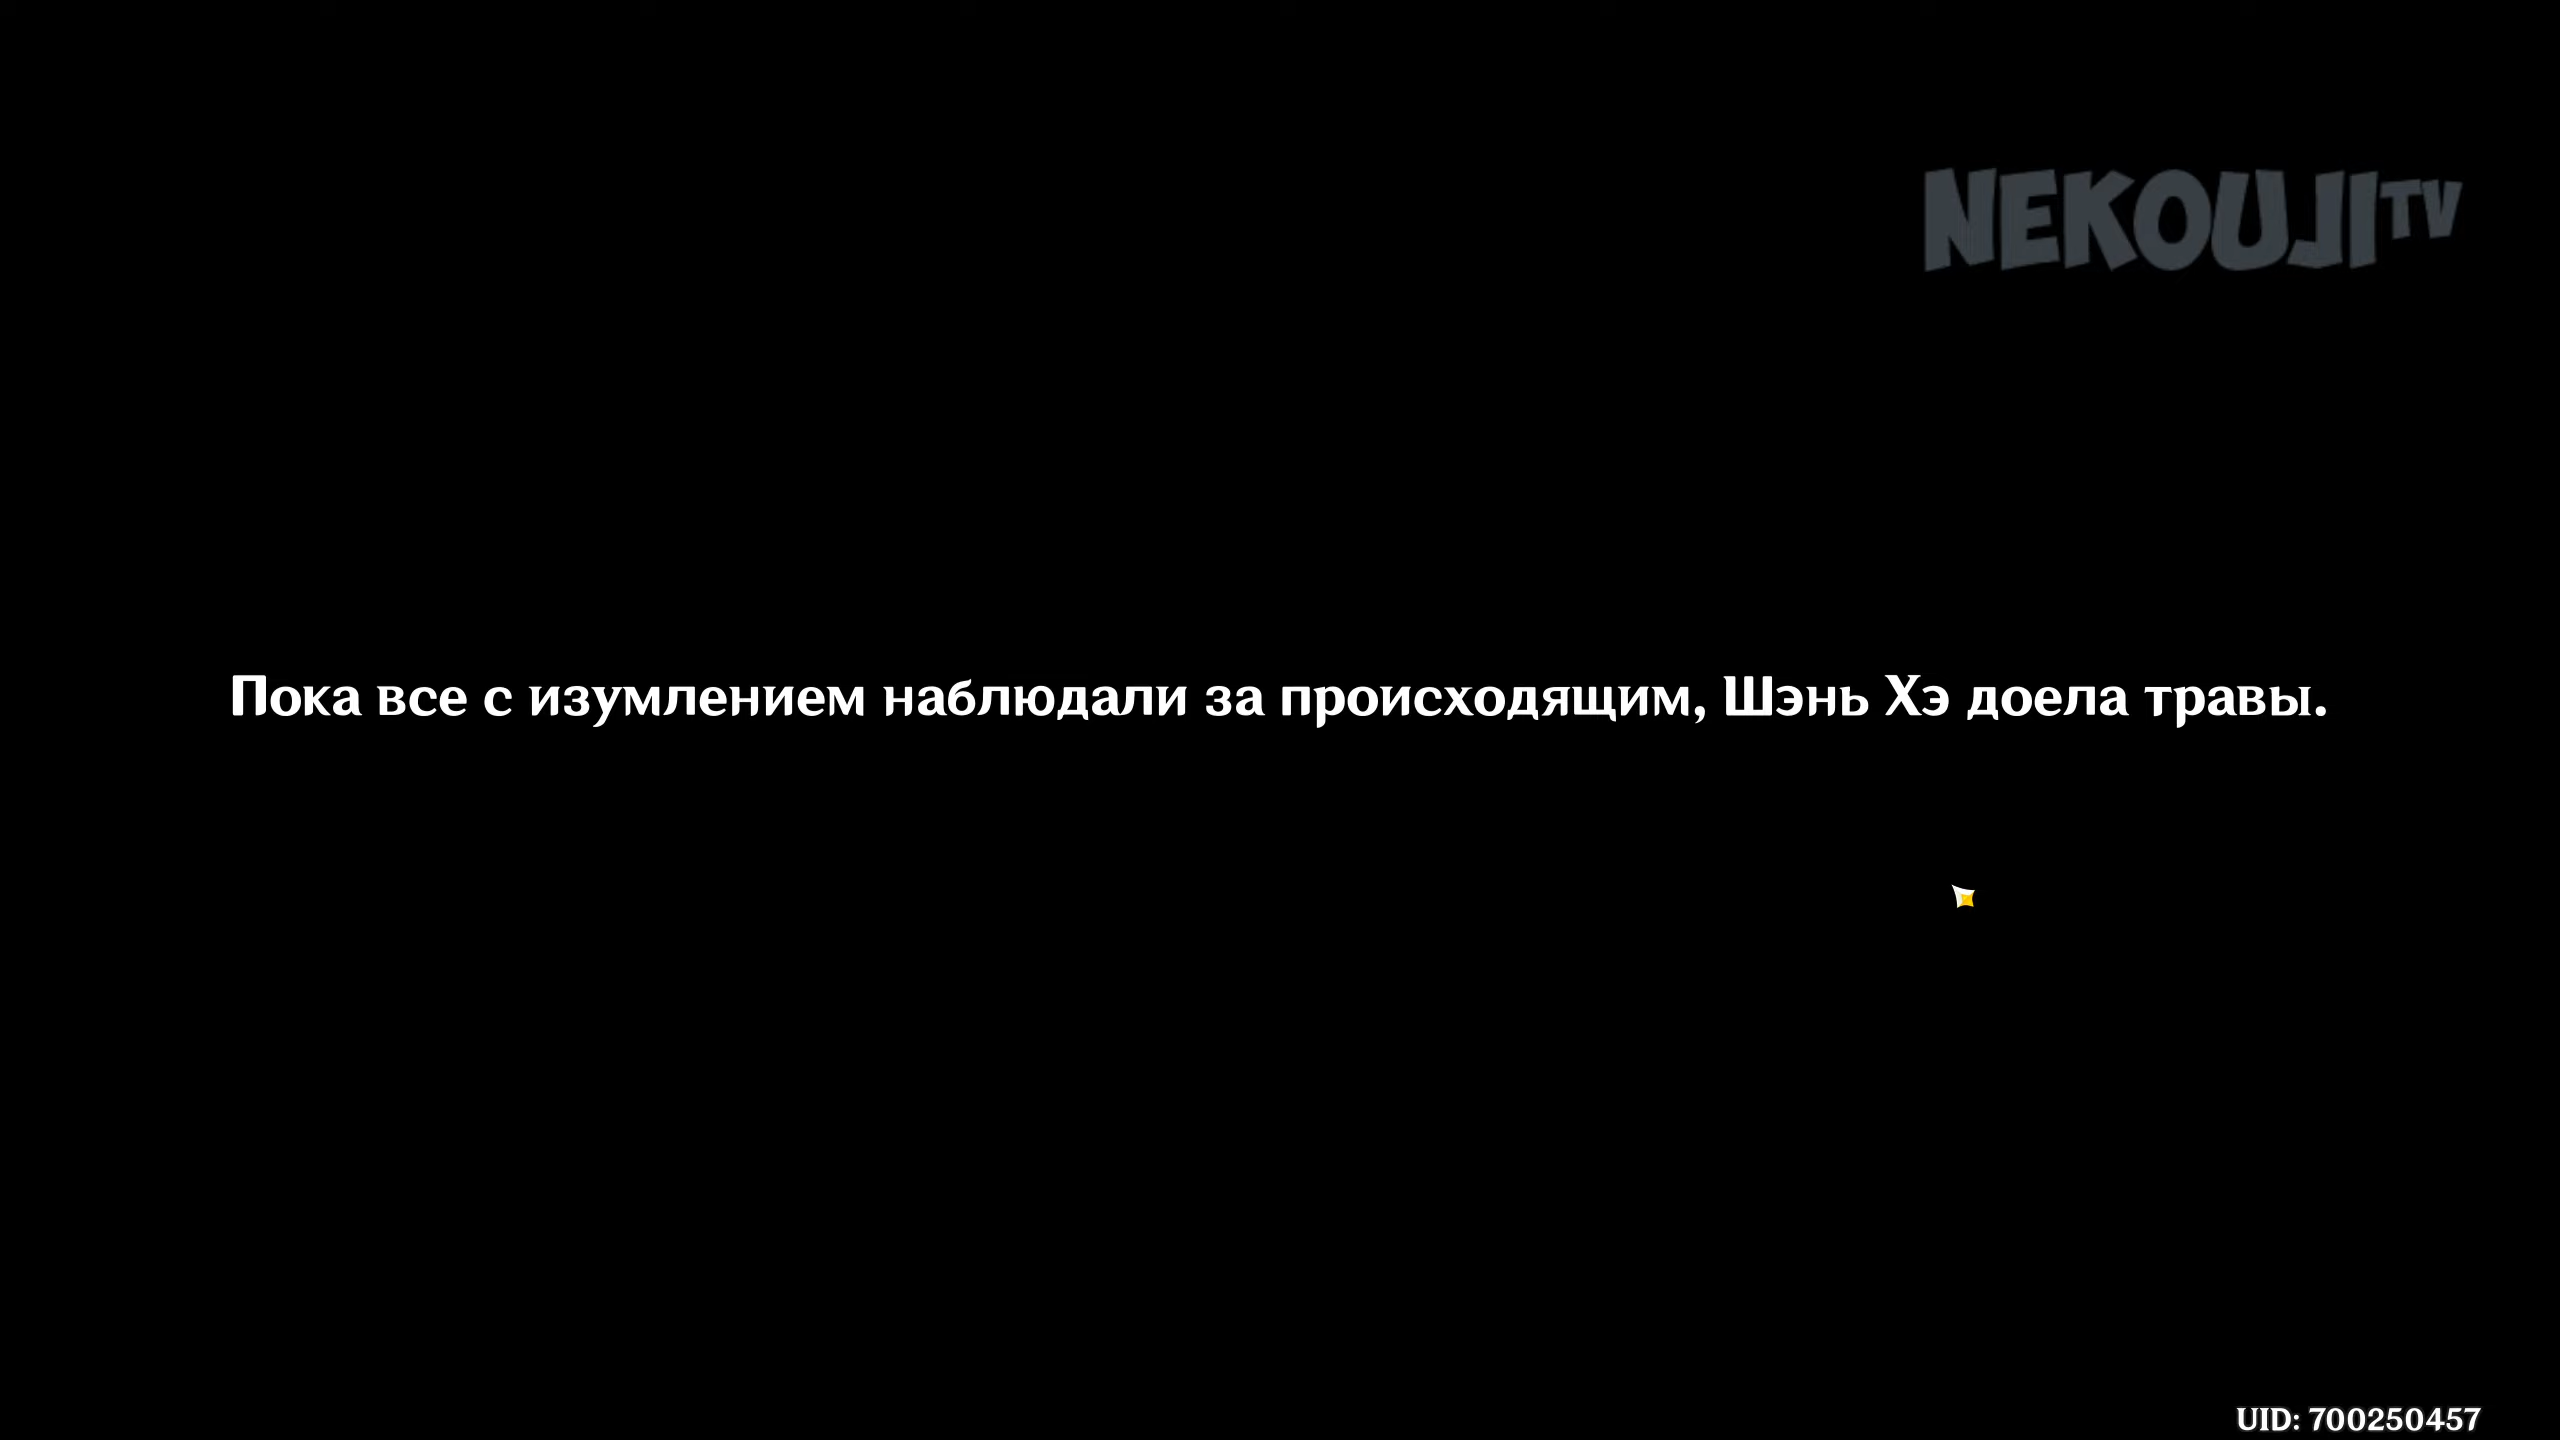 NEKOUJI TV
Пока все с изумлением наблюдали за происходящим, Шэнь Хэ доела травы.
UID: 700250457